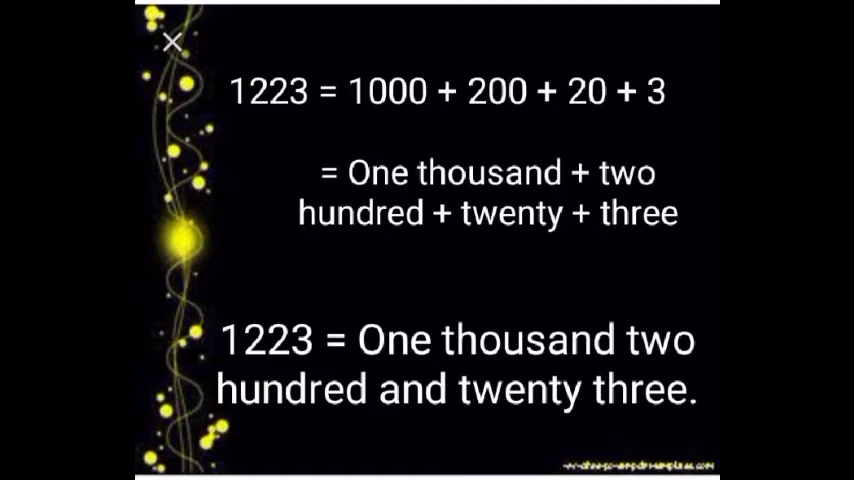 1223 = 1000 + 200 + 20 + 3
= One thousand + two
hundred + twenty + three
1223 = One thousand two
hundred and twenty three.